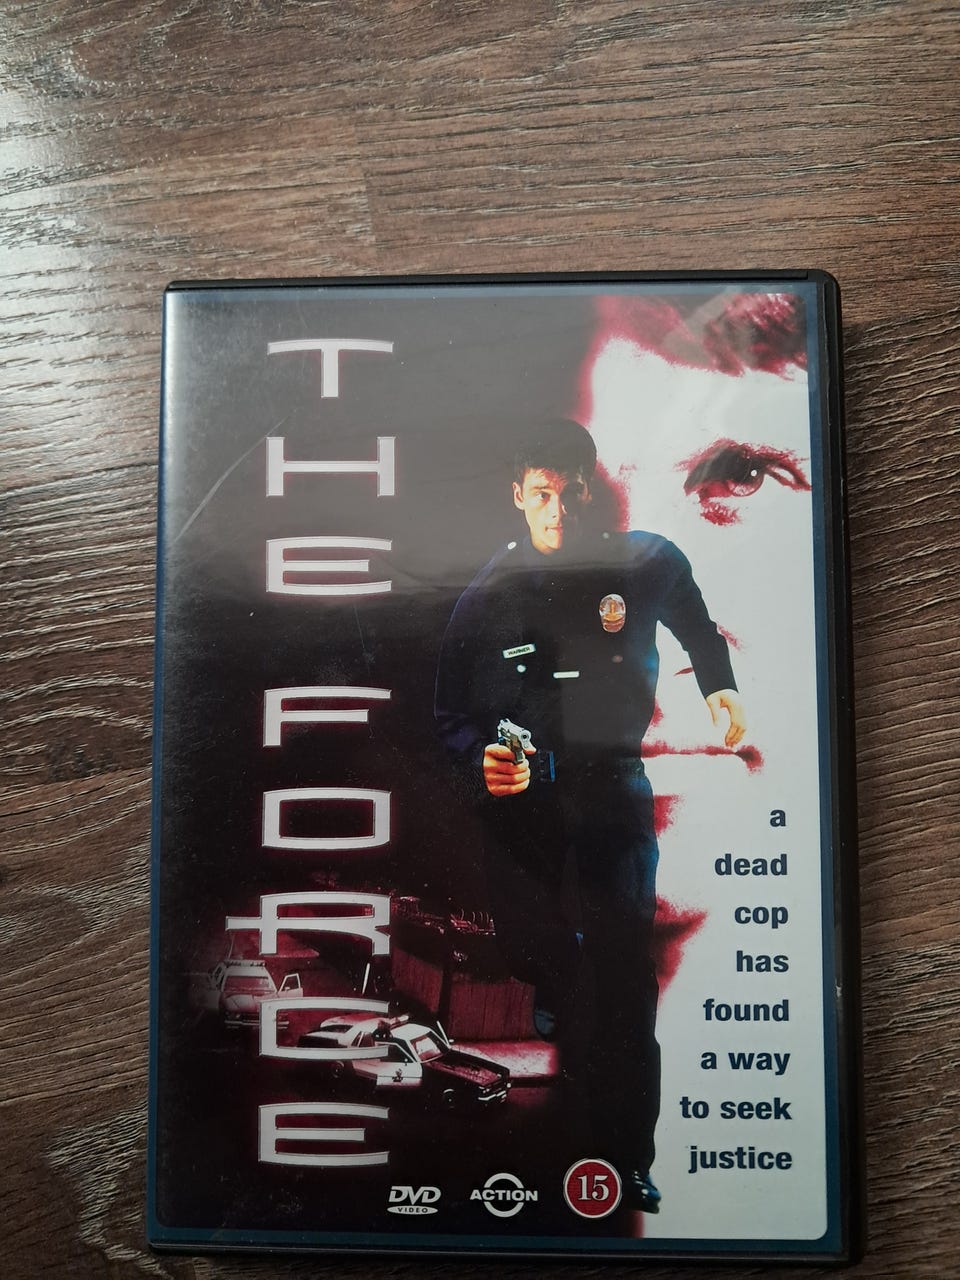 THE FORCE
WARNER
a
dead
cop
has
found
a way
to seek
justice
DVD
VIDEO
ACTION
15